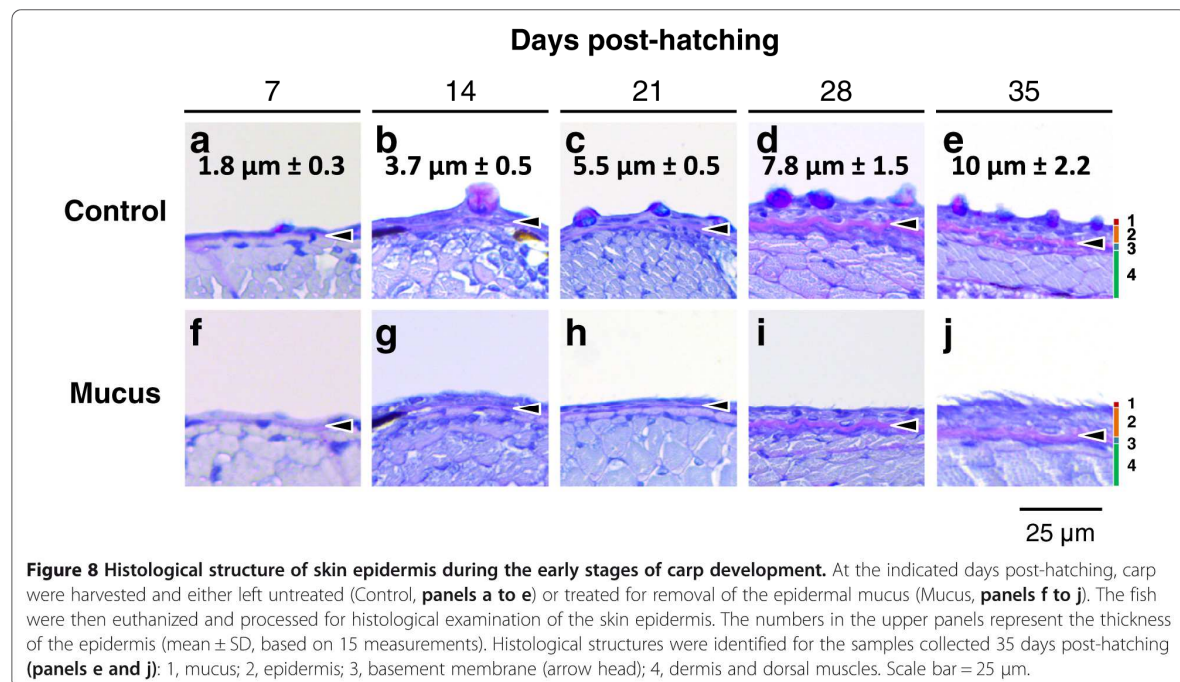 Days post-hatching
7 14 21 28 35
a b c d e
1.8 µm ± 0.3 3.7 µm ± 0.5 5.5 µm ± 0.5 7.8 µm ± 1.5 10 µm ± 2.2
Control
1
2
3
4
f g h i j
Mucus
1
2
3
4
25 µm
Figure 8 Histological structure of skin epidermis during the early stages of carp development. At the indicated days post-hatching, carp
were harvested and either left untreated (Control, panels a to e) or treated for removal of the epidermal mucus (Mucus, panels f to j). The fish
were then euthanized and processed for histological examination of the skin epidermis. The numbers in the upper panels represent the thickness
of the epidermis (mean ± SD, based on 15 measurements). Histological structures were identified for the samples collected 35 days post-hatching
(panels e and j): 1, mucus; 2, epidermis; 3, basement membrane (arrow head); 4, dermis and dorsal muscles. Scale bar = 25 µm.